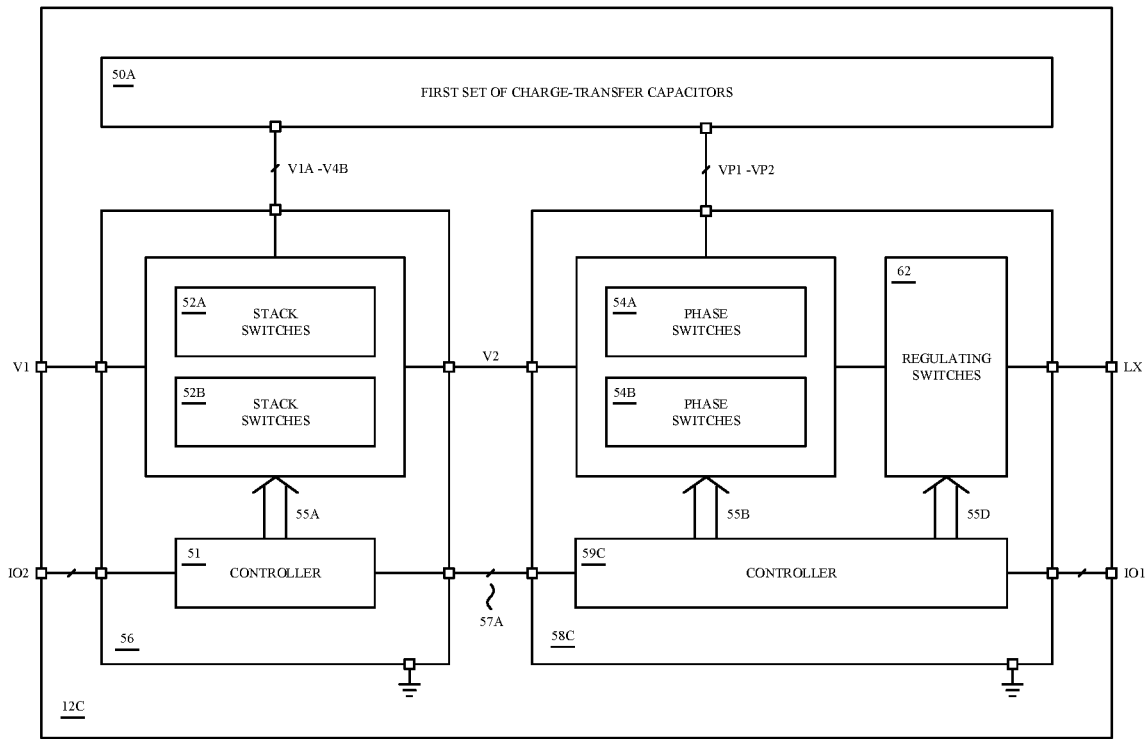 50A
FIRST SET OF CHARGE-TRANSFER CAPACITORS
V1A -V4B
VP1 -VP2
52A
STACK
SWITCHES
52B
STACK
SWITCHES
54A
PHASE
SWITCHES
54B
PHASE
SWITCHES
62
REGULATING
SWITCHES
V1
V2
LX
55A
55B
55D
51
CONTROLLER
59C
CONTROLLER
IO2
IO1
57A
56
58C
12C